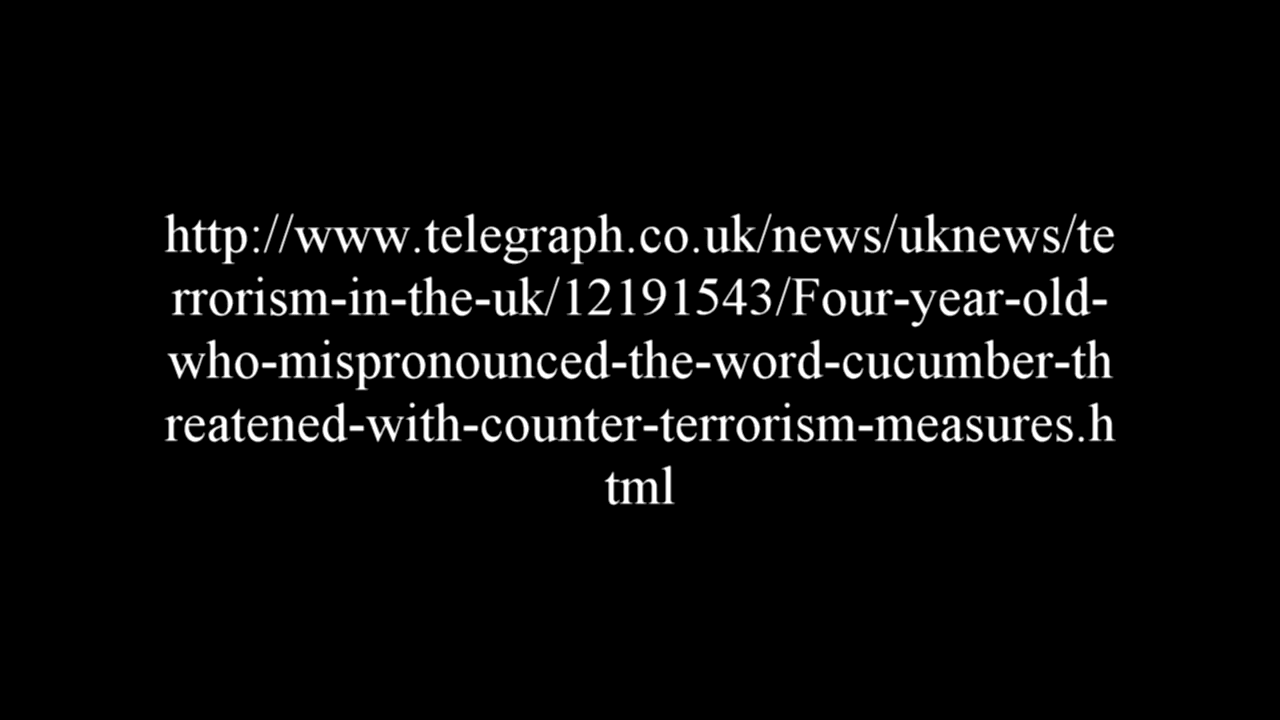 http://www.telegraph.co.uk/news/uknews/te
rrorism-in-the-uk/12191543/Four-year-old-
who-mispronounced-the-word-cucumber-th
reatened-with-counter-terrorism-measures.h
tml